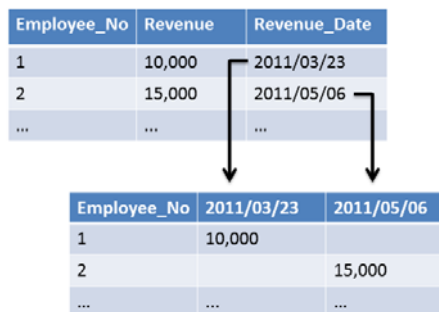 Employee_No Revenue Revenue_Date
1 10,000 2011/03/23
2 15,000 2011/05/06
... ... ...
Employee_No 2011/03/23 2011/05/06
1 10,000
2 15,000
... ... ...